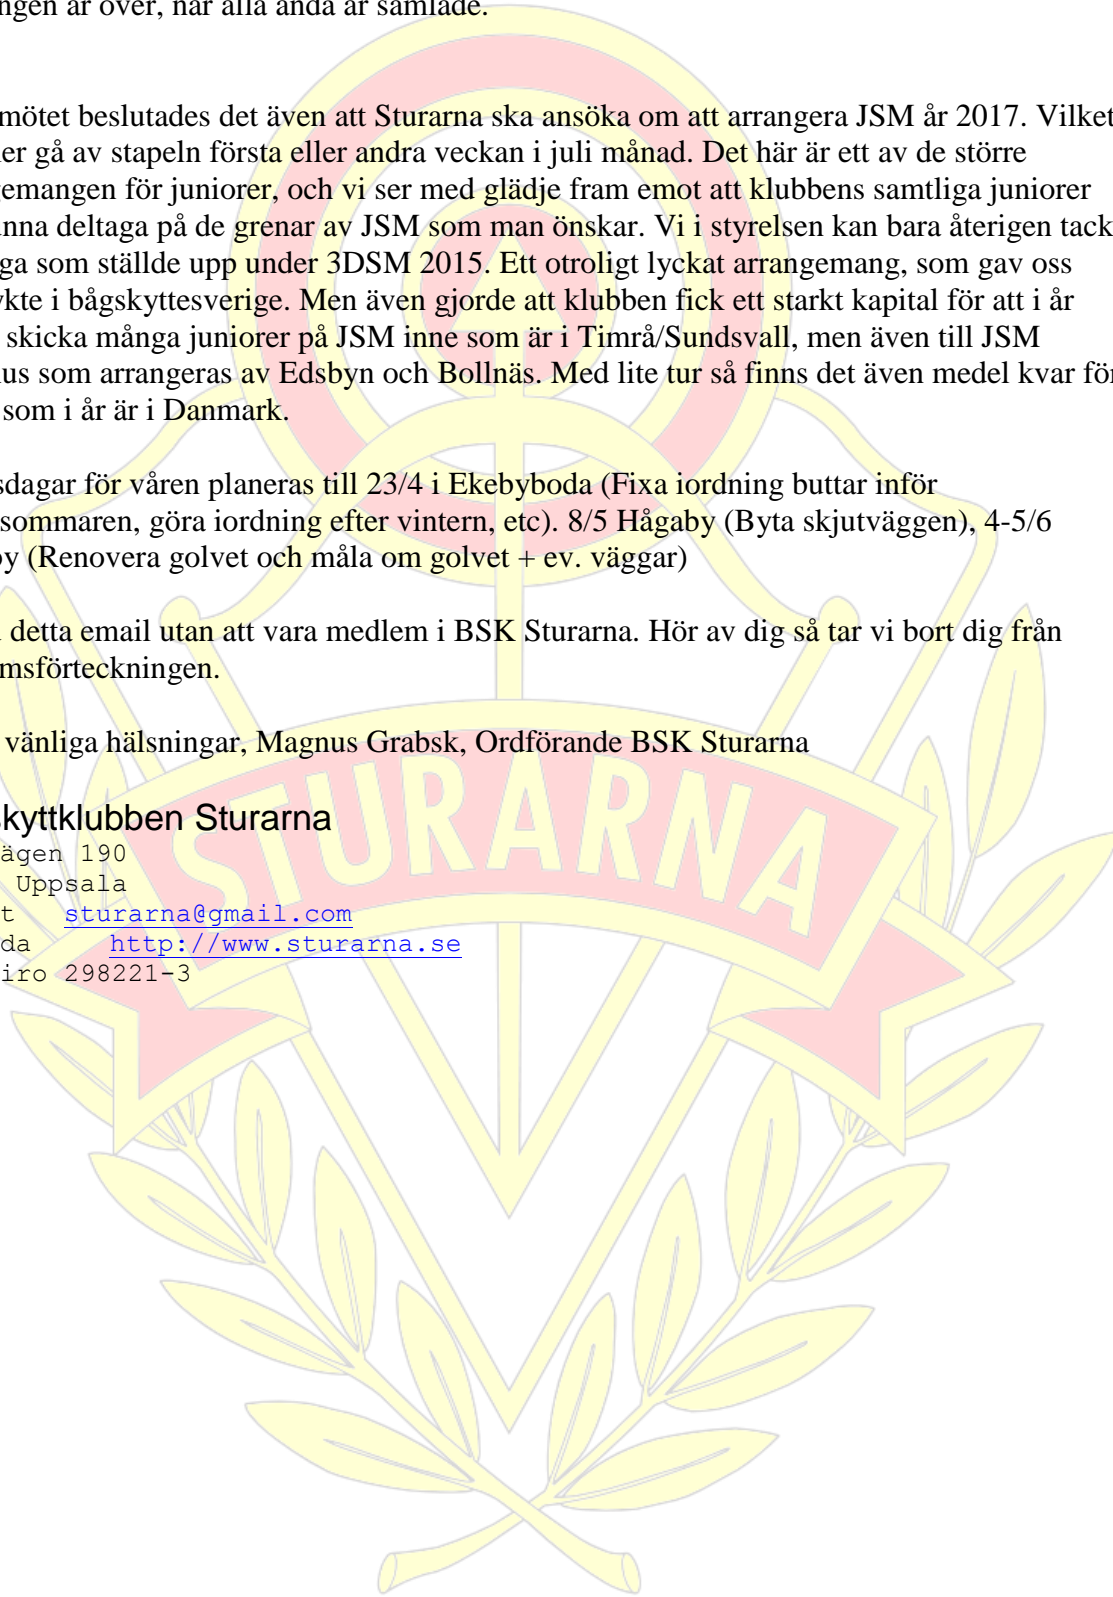 ngen är över, när alla ändå är samlade.
mötet beslutades det även att Sturarna ska ansöka om att arrangera JSM år 2017. Vilket
er gå av stapeln första eller andra veckan i juli månad. Det här är ett av de större
gemangen för juniorer, och vi ser med glädje fram emot att klubbens samtliga juniorer
unna deltaga på de grenar av JSM som man önskar. Vi i styrelsen kan bara återigen tack
ga som ställde upp under 3DSM 2015. Ett otroligt lyckat arrangemang, som gav oss
ykte i bågskyttesverige. Men även gjorde att klubben fick ett starkt kapital för att i år
skicka många juniorer på JSM inne som är i Timrå/Sundsvall, men även till JSM
us som arrangeras av Edsbyn och Bollnäs. Med lite tur så finns det även medel kvar för
som i år är i Danmark.
sdagar för våren planeras till 23/4 i Ekebyboda (Fixa iordning buttar inför
sommaren, göra iordning efter vintern, etc). 8/5 Hågaby (Byta skjutväggen), 4-5/6
by (Renovera golvet och måla om golvet + ev. väggar)
detta email utan att vara medlem i BSK Sturarna. Hör av dig så tar vi bort dig från
msförteckningen.
vänliga hälsningar, Magnus Grabsk, Ordförande BSK Sturarna
STURARNA
skyttklubben Sturarna
ägen 190
Uppsala
t sturarna@gmail.com
da http://www.sturarna.se
iro 298221-3